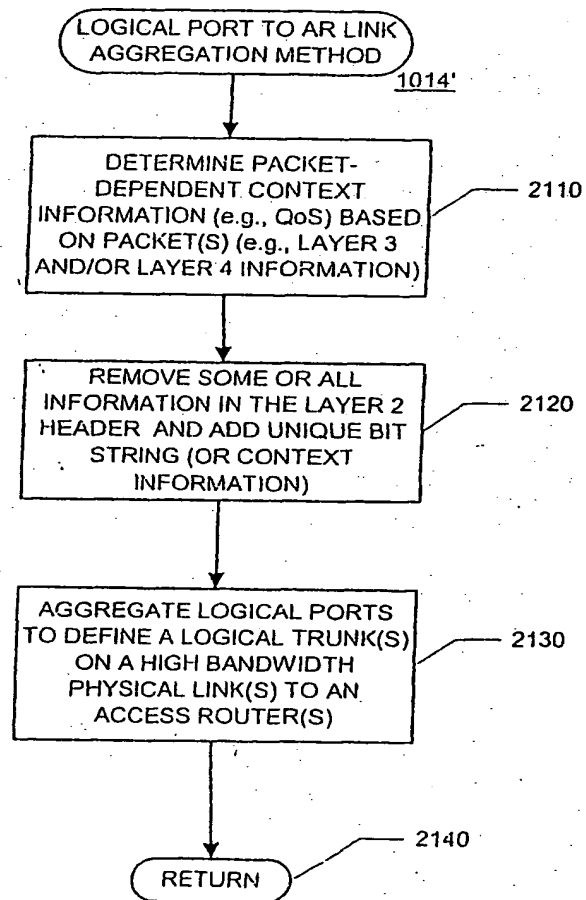 LOGICAL PORT TO AR LINK
AGGREGATION METHOD
1014'
DETERMINE PACKET-
DEPENDENT CONTEXT
INFORMATION (e.g., QoS) BASED
ON PACKET(S) (e.g., LAYER 3
AND/OR LAYER 4 INFORMATION)
2110
REMOVE SOME OR ALL
INFORMATION IN THE LAYER 2
HEADER AND ADD UNIQUE BIT
STRING (OR CONTEXT
INFORMATION)
2120
AGGREGATE LOGICAL PORTS
TO DEFINE A LOGICAL TRUNK(S)
ON A HIGH BANDWIDTH
PHYSICAL LINK(S) TO AN
ACCESS ROUTER(S)
2130
RETURN
2140